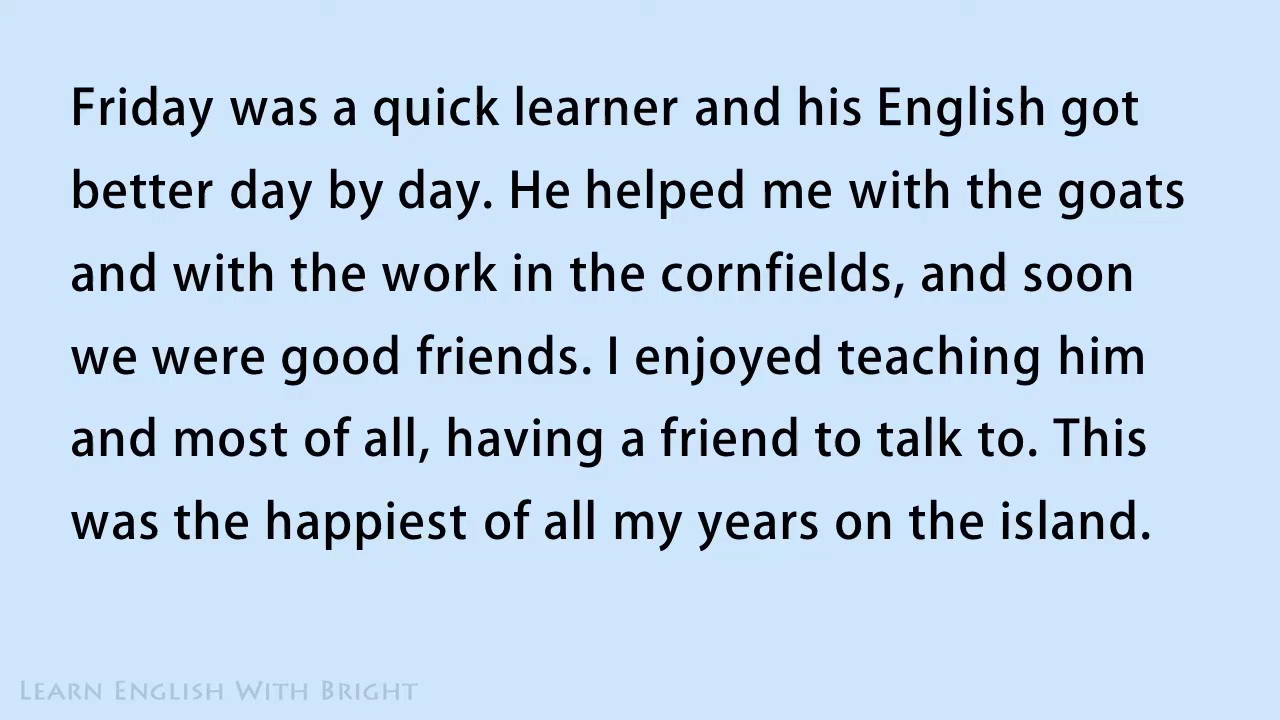 Friday was a quick learner and his English got
better day by day. He helped me with the goats
and with the work in the cornfields, and soon
we were good friends. I enjoyed teaching him
and most of all, having a friend to talk to. This
was the happiest of all my years on the island.
Learn English With Bright